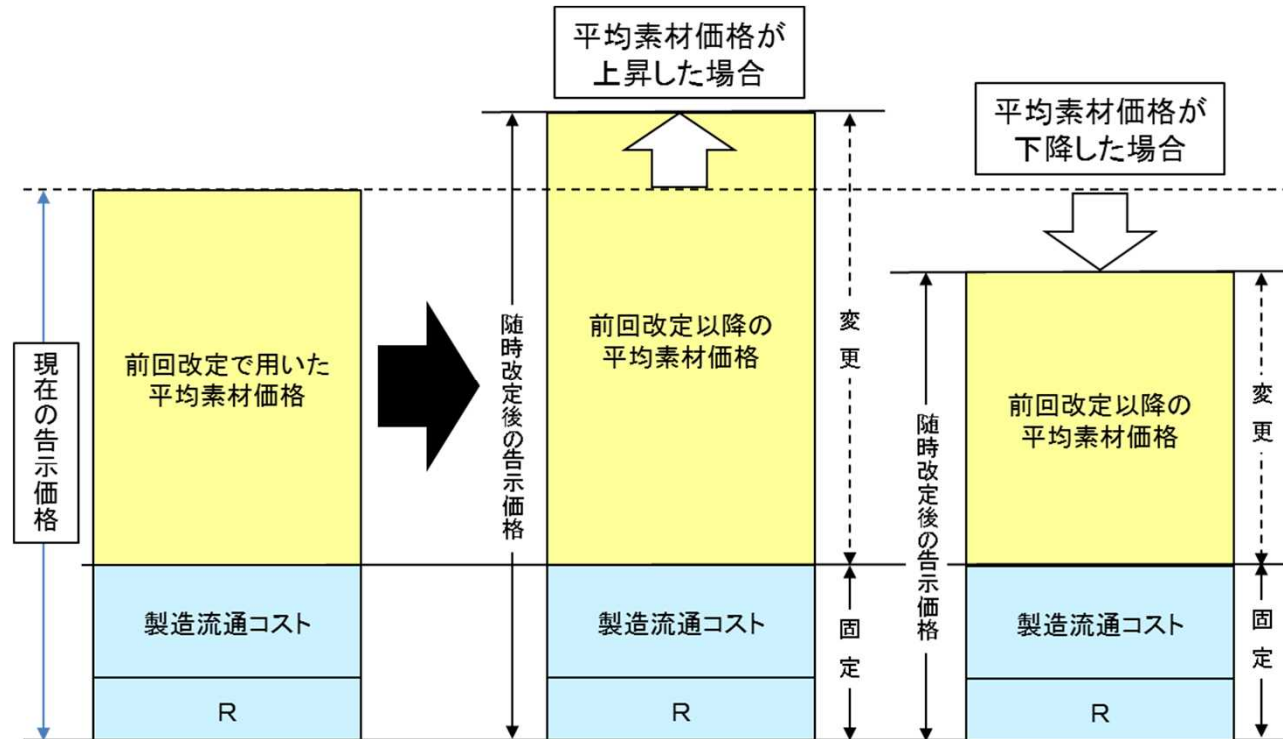 平均素材価格が
上昇した場合
平均素材価格が
下降した場合
現在の告示価格
前回改定で用いた
平均素材価格
製造流通コスト
R
随時改定後の告示価格
前回改定以降の
平均素材価格
製造流通コスト
R
変更
固定
随時改定後の告示価格
前回改定以降の
平均素材価格
製造流通コスト
R
変更
固定